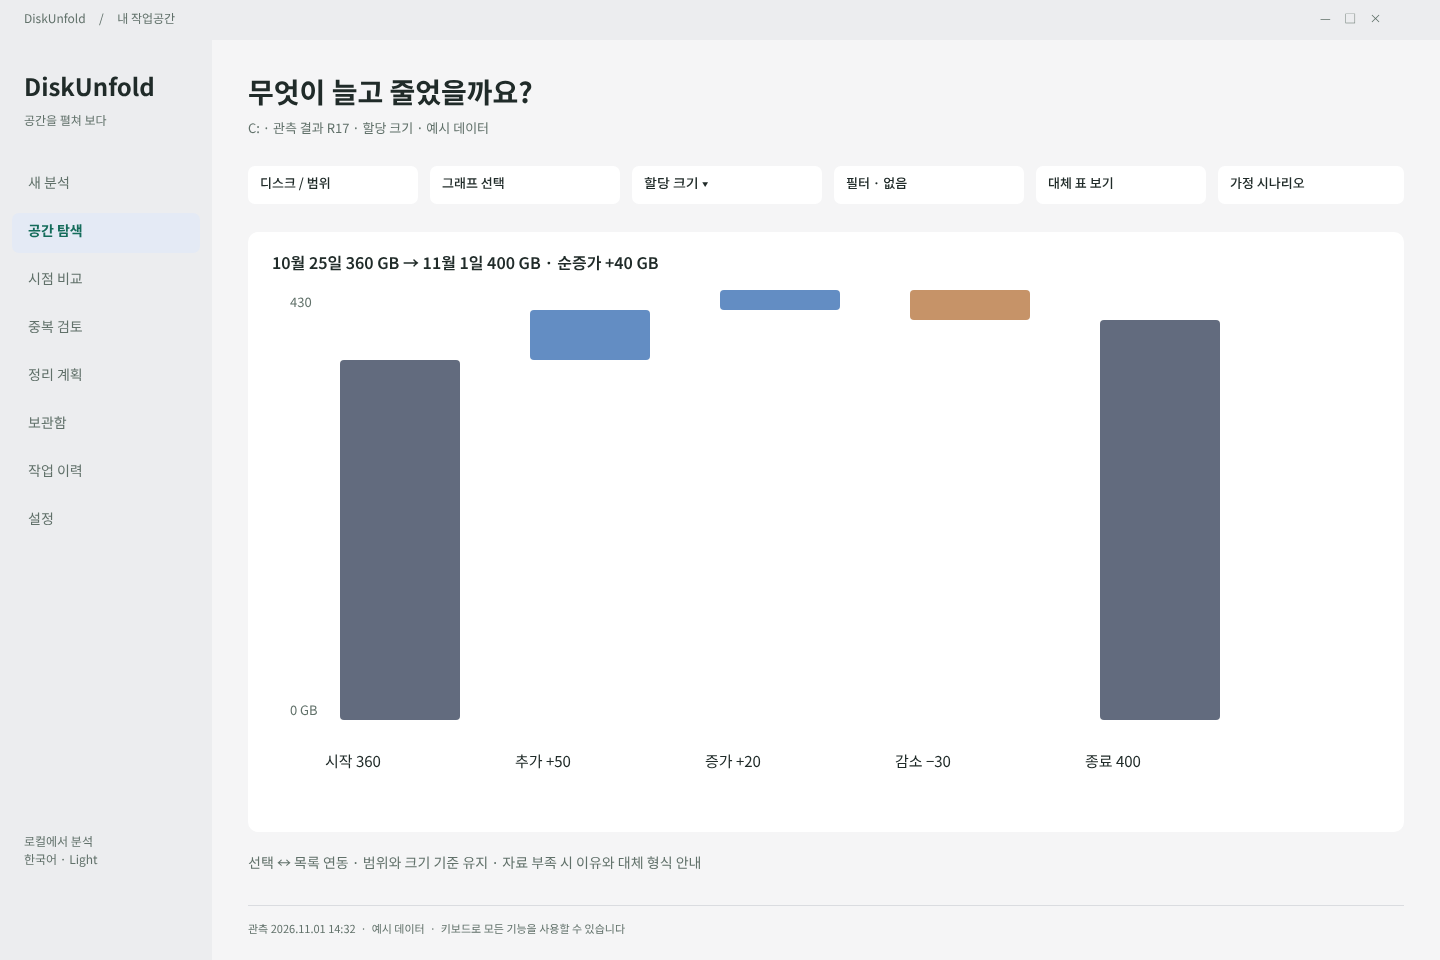 DiskUnfold / 내 작업공간
— □ ×
DiskUnfold
공간을 펼쳐 보다
새 분석
공간 탐색
시점 비교
중복 검토
정리 계획
보관함
작업 이력
설정
로컬에서 분석
한국어 · Light
무엇이 늘고 줄었을까요?
C: · 관측 결과 R17 · 할당 크기 · 예시 데이터
디스크 / 범위
그래프 선택
할당 크기 ▾
필터 · 없음
대체 표 보기
가정 시나리오
10월 25일 360 GB → 11월 1일 400 GB · 순증가 +40 GB
430
0 GB
시작 360
추가 +50
증가 +20
감소 −30
종료 400
선택 ↔ 목록 연동 · 범위와 크기 기준 유지 · 자료 부족 시 이유와 대체 형식 안내
관측 2026.11.01 14:32 · 예시 데이터 · 키보드로 모든 기능을 사용할 수 있습니다